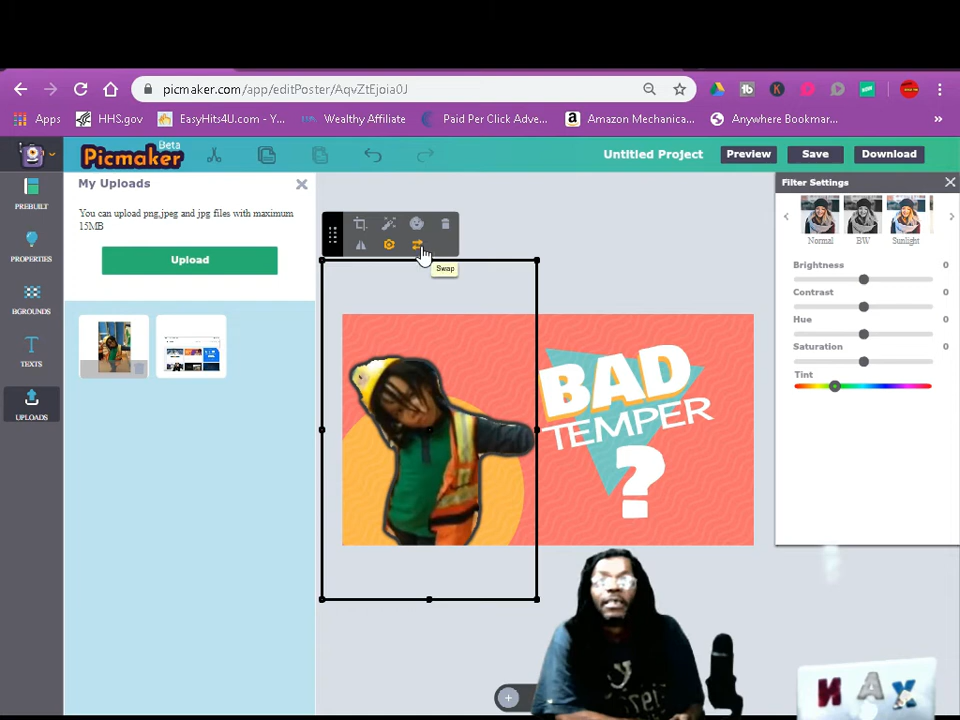 picmaker.com/app/editPoster/AqvZtEjoia0J
Apps HHS.gov EasyHits4U.com - Y... Wealthy Affiliate Paid Per Click Adve... Amazon Mechanica... Anywhere Bookmar... »
Picmaker Beta
Untitled Project Preview Save Download
PREBUILT
PROPERTIES
BGROUNDS
TEXTS
UPLOADS
My Uploads
You can upload png,jpeg and jpg files with maximum
15MB
Upload
Swap
BAD
TEMPER
?
Filter Settings
Normal BW Sunlight
Brightness 0
Contrast 0
Hue 0
Saturation 0
Tint